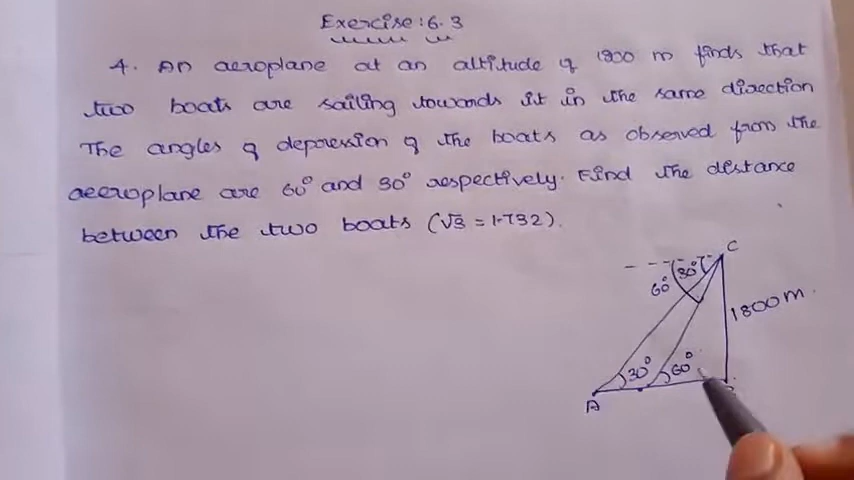 Exercise: 6.3
4. An aeroplane at an altitude of 1800 m finds that
two boats are sailing towards it in the same direction
The angles of depression of the boats as observed from the
aeeroplane are 60° and 30° respectively. Find the distance
between the two boats (√3 = 1.732).
C
30°
60°
1800 m.
30° 60°
A